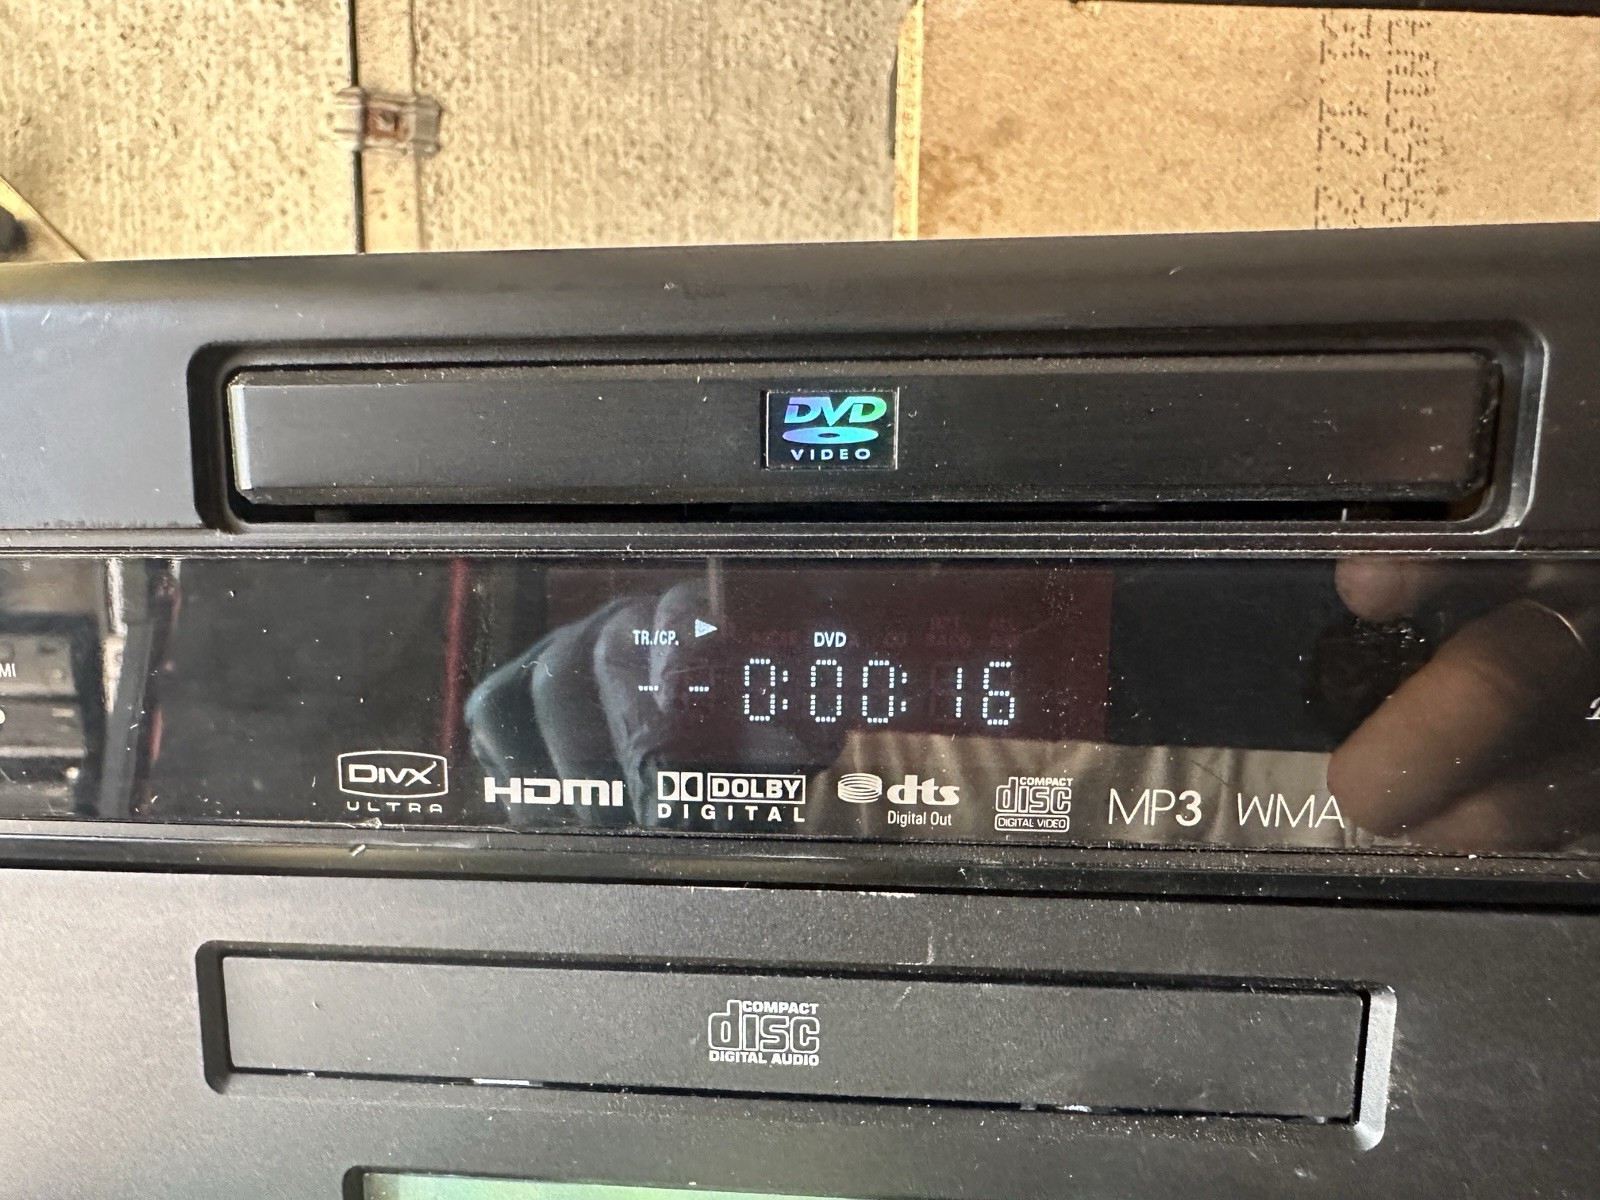 DVD
VIDEO
TR./CP. DVD
-- 0:00:16
MI
DIVX
ULTRA
HDMI
DOLBY
DIGITAL
dts
Digital Out
COMPACT
disc
DIGITAL VIDEO
MP3
WMA
COMPACT
disc
DIGITAL AUDIO